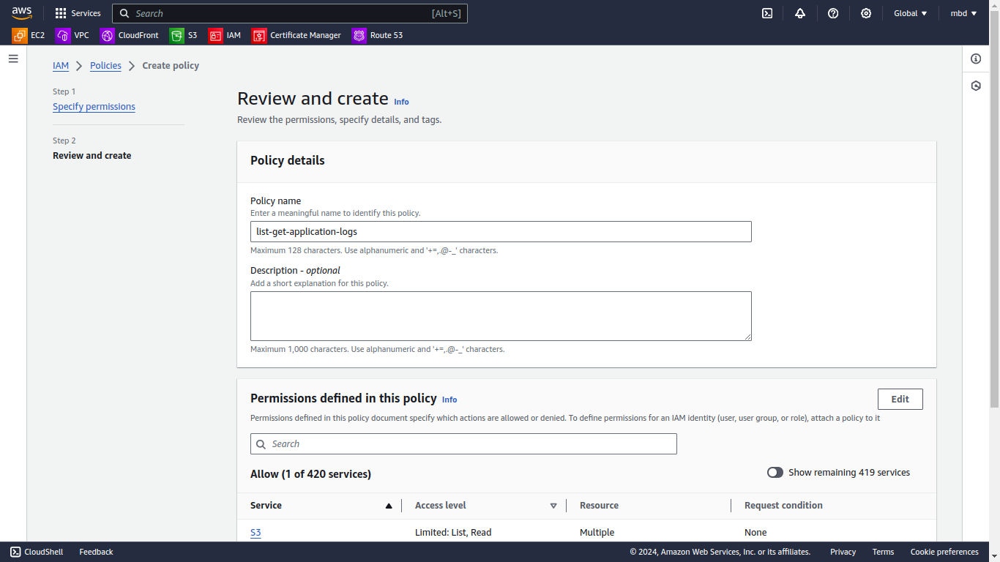 aws
Services
Search
[Alt+S]
Global
mbd
EC2
VPC
CloudFront
S3
IAM
Certificate Manager
Route 53
IAM
Policies
Create policy
Step 1
Specify permissions
Step 2
Review and create
Review and create Info
Review the permissions, specify details, and tags.
Policy details
Policy name
Enter a meaningful name to identify this policy.
list-get-application-logs
Maximum 128 characters. Use alphanumeric and '+=,.@-_' characters.
Description - optional
Add a short explanation for this policy.
Maximum 1,000 characters. Use alphanumeric and '+=,.@-_' characters.
Permissions defined in this policy Info
Edit
Permissions defined in this policy document specify which actions are allowed or denied. To define permissions for an IAM identity (user, user group, or role), attach a policy to it
Search
Allow (1 of 420 services)
Show remaining 419 services
Service
Access level
Resource
Request condition
S3
Limited: List, Read
Multiple
None
CloudShell
Feedback
© 2024, Amazon Web Services, Inc. or its affiliates.
Privacy
Terms
Cookie preferences